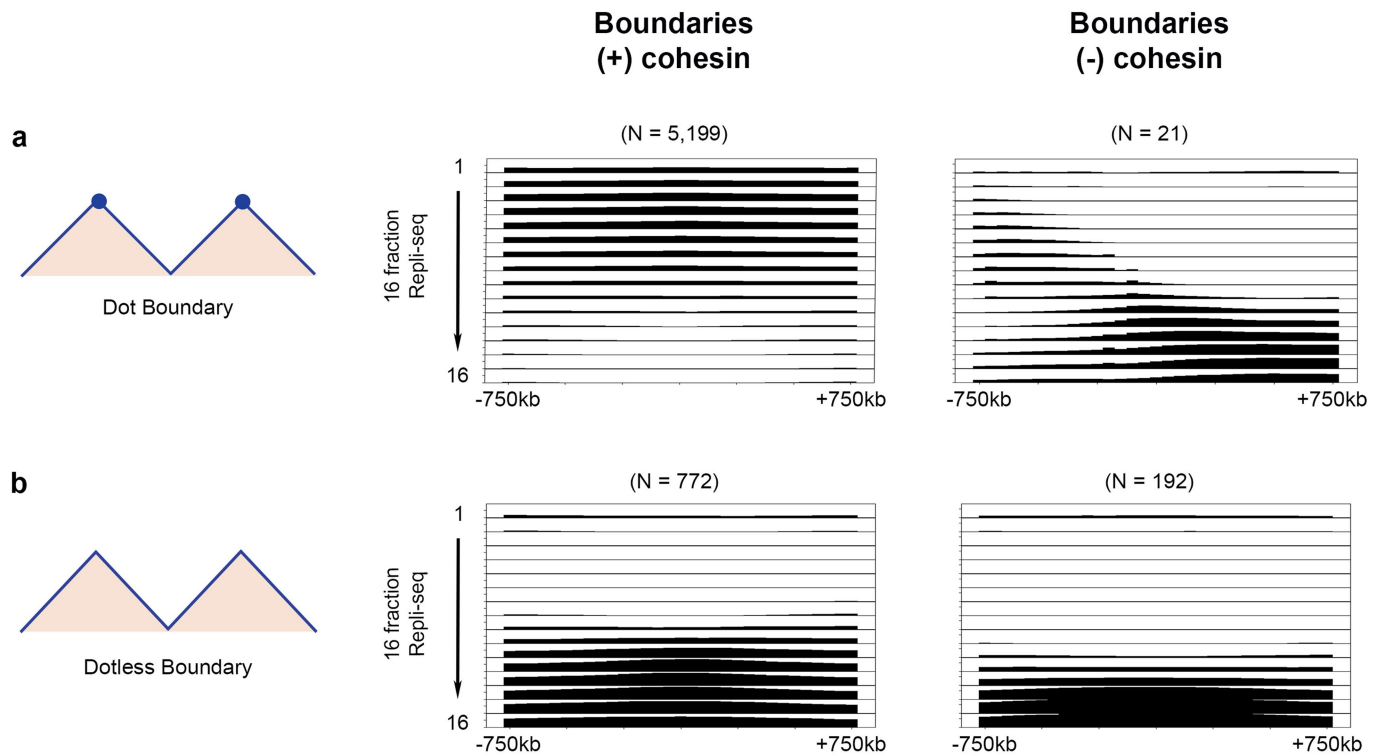 Boundaries
(+) cohesin
Boundaries
(-) cohesin
a
(N = 5,199)
(N = 21)
1
16 fraction
Repli-seq
16
Dot Boundary
-750kb
+750kb
-750kb
+750kb
b
(N = 772)
(N = 192)
1
16 fraction
Repli-seq
16
Dotless Boundary
-750kb
+750kb
-750kb
+750kb